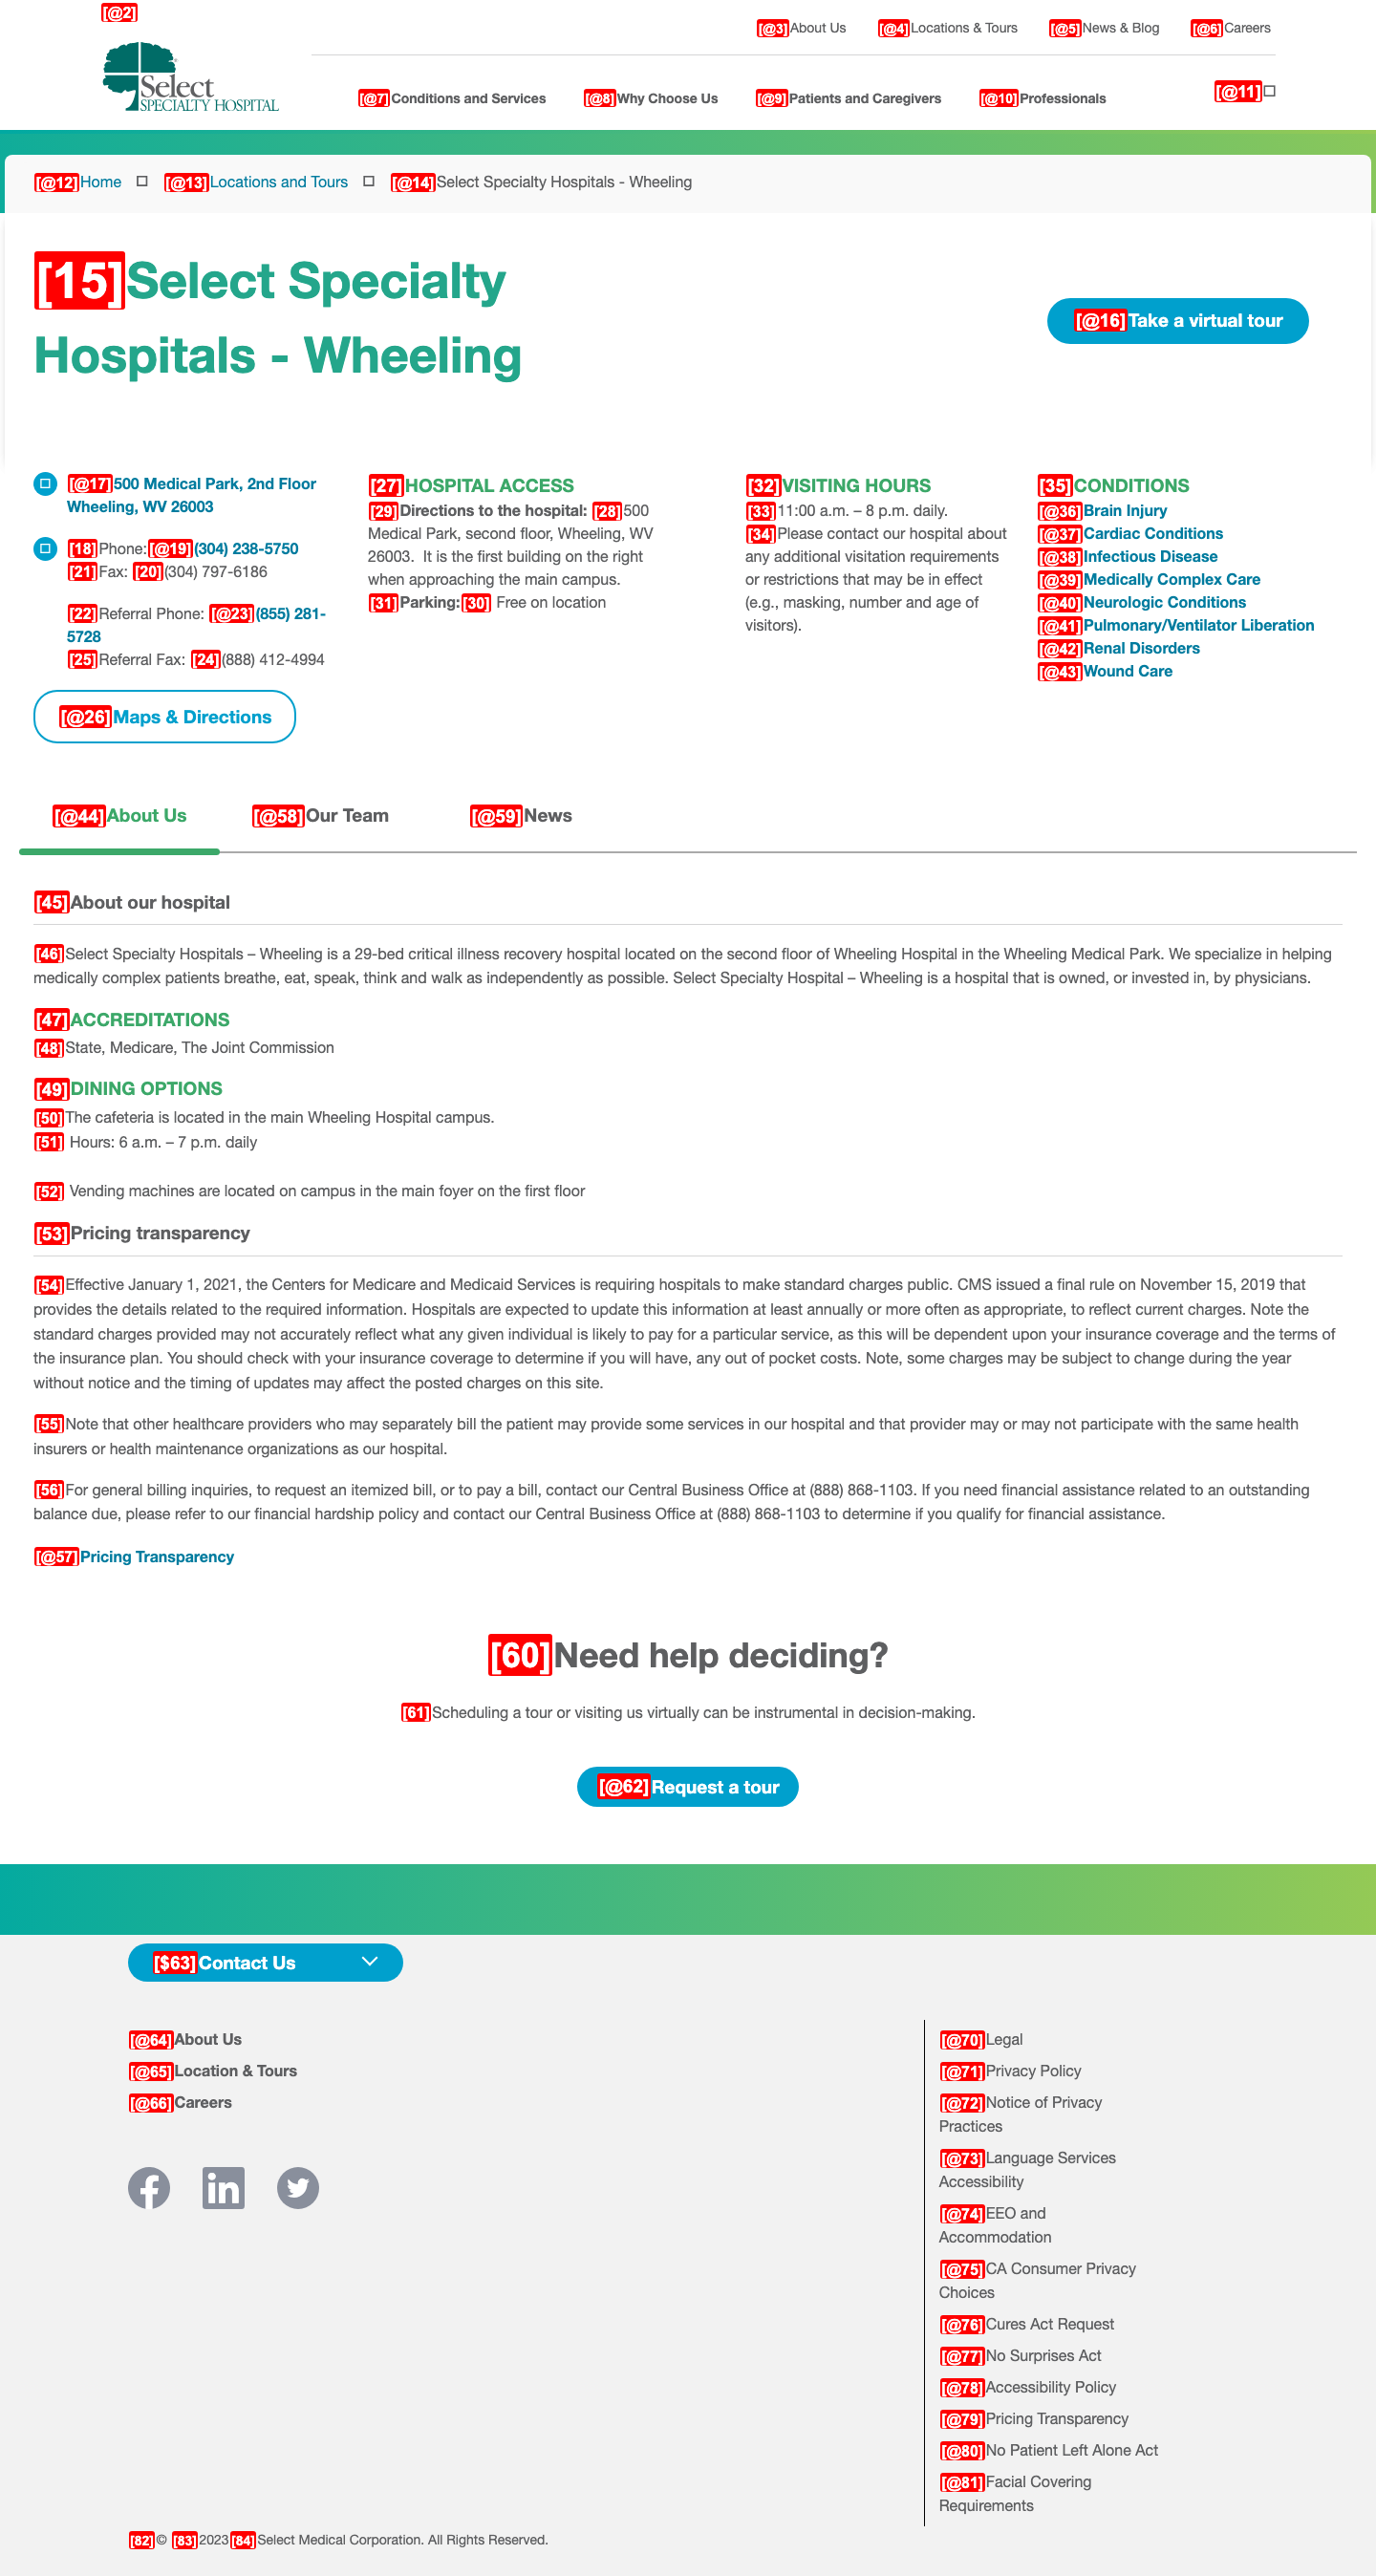 [@2]
[@3]About Us [@4]Locations & Tours [@5]News & Blog [@6]Careers
Select
SPECIALTY HOSPITAL
[@7]Conditions and Services [@8]Why Choose Us [@9]Patients and Caregivers [@10]Professionals [@11]
[@12]Home [@13]Locations and Tours [@14]Select Specialty Hospitals - Wheeling
[15]Select Specialty
Hospitals - Wheeling
[@16]Take a virtual tour
[@17]500 Medical Park, 2nd Floor
Wheeling, WV 26003
[18]Phone:[@19](304) 238-5750
[21]Fax: [20](304) 797-6186
[22]Referral Phone: [@23](855) 281-
5728
[25]Referral Fax: [24](888) 412-4994
[@26]Maps & Directions
[27]HOSPITAL ACCESS
[29]Directions to the hospital: [28]500
Medical Park, second floor, Wheeling, WV
26003. It is the first building on the right
when approaching the main campus.
[31]Parking:[30] Free on location
[32]VISITING HOURS
[33]11:00 a.m. – 8 p.m. daily.
[34]Please contact our hospital about
any additional visitation requirements
or restrictions that may be in effect
(e.g., masking, number and age of
visitors).
[35]CONDITIONS
[@36]Brain Injury
[@37]Cardiac Conditions
[@38]Infectious Disease
[@39]Medically Complex Care
[@40]Neurologic Conditions
[@41]Pulmonary/Ventilator Liberation
[@42]Renal Disorders
[@43]Wound Care
[@44]About Us [@58]Our Team [@59]News
[45]About our hospital
[46]Select Specialty Hospitals – Wheeling is a 29-bed critical illness recovery hospital located on the second floor of Wheeling Hospital in the Wheeling Medical Park. We specialize in helping
medically complex patients breathe, eat, speak, think and walk as independently as possible. Select Specialty Hospital – Wheeling is a hospital that is owned, or invested in, by physicians.
[47]ACCREDITATIONS
[48]State, Medicare, The Joint Commission
[49]DINING OPTIONS
[50]The cafeteria is located in the main Wheeling Hospital campus.
[51] Hours: 6 a.m. – 7 p.m. daily
[52] Vending machines are located on campus in the main foyer on the first floor
[53]Pricing transparency
[54]Effective January 1, 2021, the Centers for Medicare and Medicaid Services is requiring hospitals to make standard charges public. CMS issued a final rule on November 15, 2019 that
provides the details related to the required information. Hospitals are expected to update this information at least annually or more often as appropriate, to reflect current charges. Note the
standard charges provided may not accurately reflect what any given individual is likely to pay for a particular service, as this will be dependent upon your insurance coverage and the terms of
the insurance plan. You should check with your insurance coverage to determine if you will have, any out of pocket costs. Note, some charges may be subject to change during the year
without notice and the timing of updates may affect the posted charges on this site.
[55]Note that other healthcare providers who may separately bill the patient may provide some services in our hospital and that provider may or may not participate with the same health
insurers or health maintenance organizations as our hospital.
[56]For general billing inquiries, to request an itemized bill, or to pay a bill, contact our Central Business Office at (888) 868-1103. If you need financial assistance related to an outstanding
balance due, please refer to our financial hardship policy and contact our Central Business Office at (888) 868-1103 to determine if you qualify for financial assistance.
[@57]Pricing Transparency
[60]Need help deciding?
[61]Scheduling a tour or visiting us virtually can be instrumental in decision-making.
[@62]Request a tour
[$63]Contact Us
[@64]About Us
[@65]Location & Tours
[@66]Careers
[@70]Legal
[@71]Privacy Policy
[@72]Notice of Privacy
Practices
[@73]Language Services
Accessibility
[@74]EEO and
Accommodation
[@75]CA Consumer Privacy
Choices
[@76]Cures Act Request
[@77]No Surprises Act
[@78]Accessibility Policy
[@79]Pricing Transparency
[@80]No Patient Left Alone Act
[@81]Facial Covering
Requirements
[82]© [83]2023[84]Select Medical Corporation. All Rights Reserved.